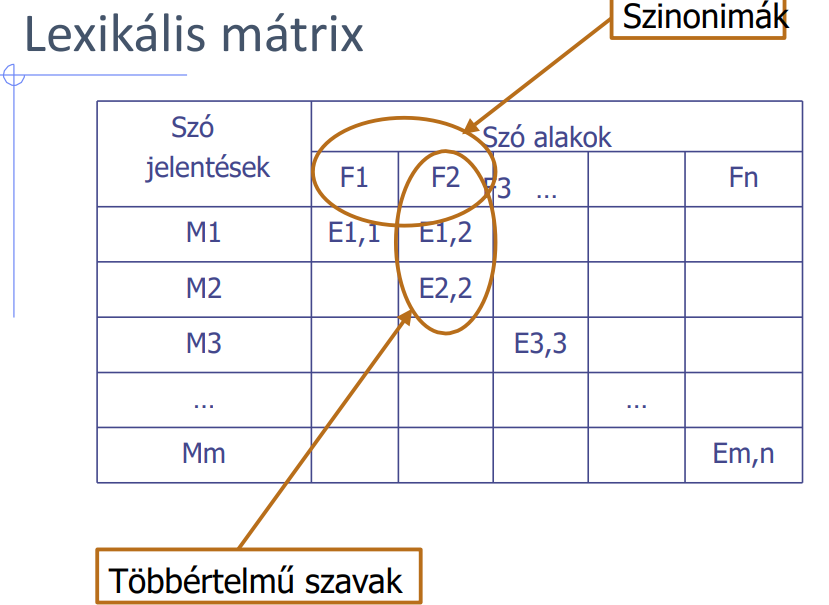 Szinonimák
Lexikális mátrix
Szó
jelentések
Szó alakok
F1 F2 F3 … Fn
M1 E1,1 E1,2
M2 E2,2
M3 E3,3
… …
Mm Em,n
Többértelmű szavak